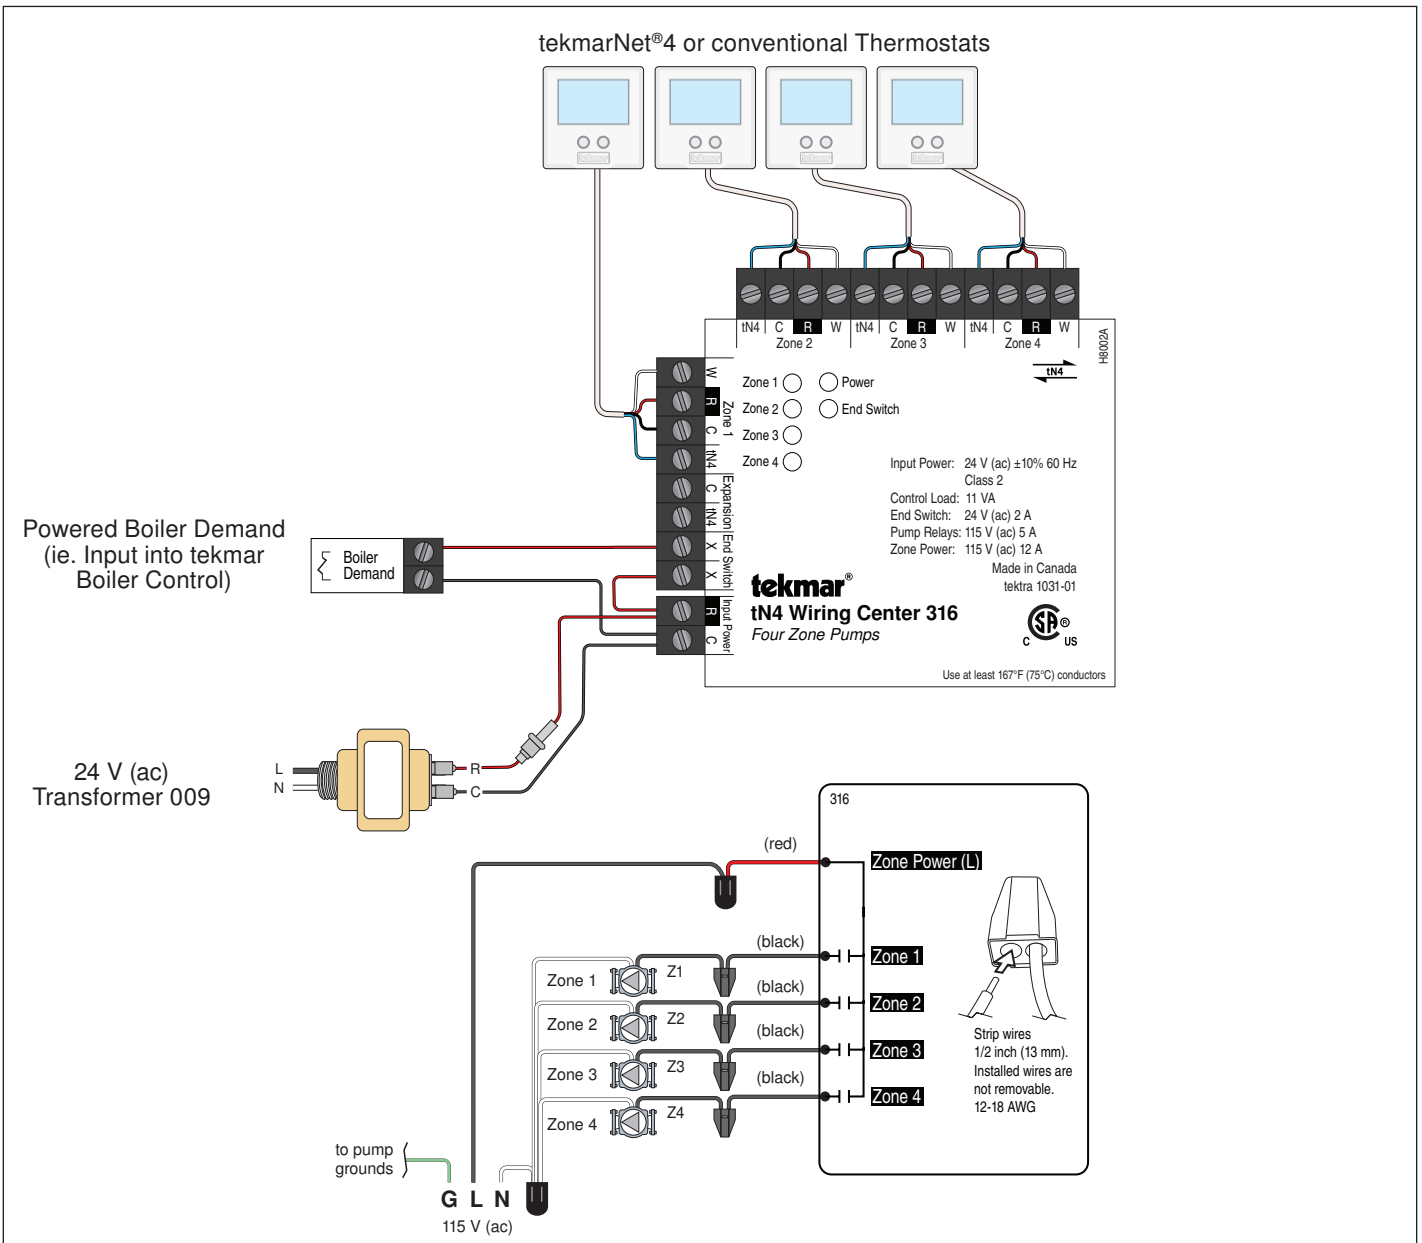 tekmarNet®4 or conventional Thermostats
tekmar tekmar tekmar tekmar
tN4 C R W tN4 C R W tN4 C R W
Zone 2 Zone 3 Zone 4
H8002A
tN4
W
R
C
tN4
Zone 1
C
tN4
Expansion
X
X
End Switch
R
C
Input Power
Zone 1 Power
Zone 2 End Switch
Zone 3
Zone 4
Input Power: 24 V (ac) ±10% 60 Hz
Class 2
Control Load: 11 VA
End Switch: 24 V (ac) 2 A
Pump Relays: 115 V (ac) 5 A
Zone Power: 115 V (ac) 12 A
Made in Canada
tektra 1031-01
tekmar®
tN4 Wiring Center 316
Four Zone Pumps
C SA ® US
Use at least 167°F (75°C) conductors
Powered Boiler Demand
(ie. Input into tekmar
Boiler Control)
Boiler
Demand
24 V (ac)
Transformer 009
L
N
R
C
316
(red)
Zone Power (L)
(black)
Zone 1 Z1 Zone 1
(black)
Zone 2 Z2 Zone 2
(black)
Zone 3 Z3 Zone 3
(black)
Zone 4 Z4 Zone 4
Strip wires
1/2 inch (13 mm).
Installed wires are
not removable.
12-18 AWG
to pump
grounds
G L N
115 V (ac)